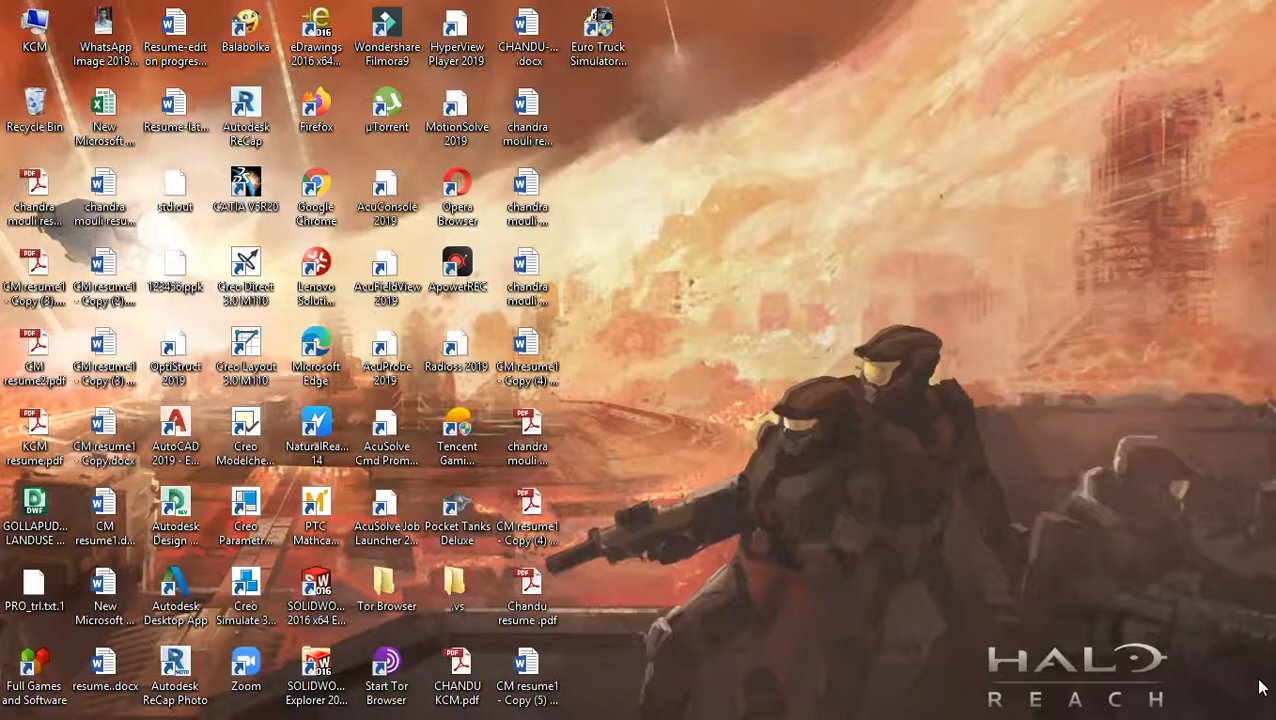 KCM
WhatsApp
Image 2019...
Resume-edit
on progres...
Balabolka
eDrawings
2016 x64...
Wondershare
Filmora9
HyperView
Player 2019
CHANDU-...
.docx
Euro Truck
Simulator...
Recycle Bin
New
Microsoft ...
Resume-lat...
Autodesk
ReCap
Firefox
µTorrent
MotionSolve
2019
chandra
mouli re...
chandra
mouli res...
chandra
mouli resu...
std.out
CATIA V5R20
Google
Chrome
AcuConsole
2019
Opera
Browser
chandra
mouli ...
CM resume1
- Copy (3)....
CM resume1
- Copy (2)....
123456.ppk
Creo Direct
3.0 M110
Lenovo
Soluti...
AcuFieldView
2019
ApowerREC
chandra
mouli ...
CM
resume2.pdf
CM resume1
- Copy (3) ...
OptiStruct
2019
Creo Layout
3.0 M110
Microsoft
Edge
AcuProbe
2019
Radioss 2019
CM resume1
- Copy (4) ...
KCM
resume.pdf
CM resume1
- Copy.docx
AutoCAD
2019 - E...
Creo
Modelche...
NaturalRea...
14
AcuSolve
Cmd Prom...
Tencent
Gami...
chandra
mouli ...
GOLLAPUD...
LANDUSE ...
CM
resume1.d...
Autodesk
Design ...
Creo
Parametr...
PTC
Mathca...
AcuSolve Job
Launcher 2...
Pocket Tanks
Deluxe
CM resume1
- Copy (4) ...
PRO_trl.txt.1
New
Microsoft ...
Autodesk
Desktop App
Creo
Simulate 3...
SOLIDWO...
2016 x64 E...
Tor Browser
.vs
Chandu
resume .pdf
Full Games
and Software
resume..docx
Autodesk
ReCap Photo
Zoom
SOLIDWO...
Explorer 20...
Start Tor
Browser
CHANDU
KCM.pdf
CM resume1
- Copy (5) ...
HALO
REACH